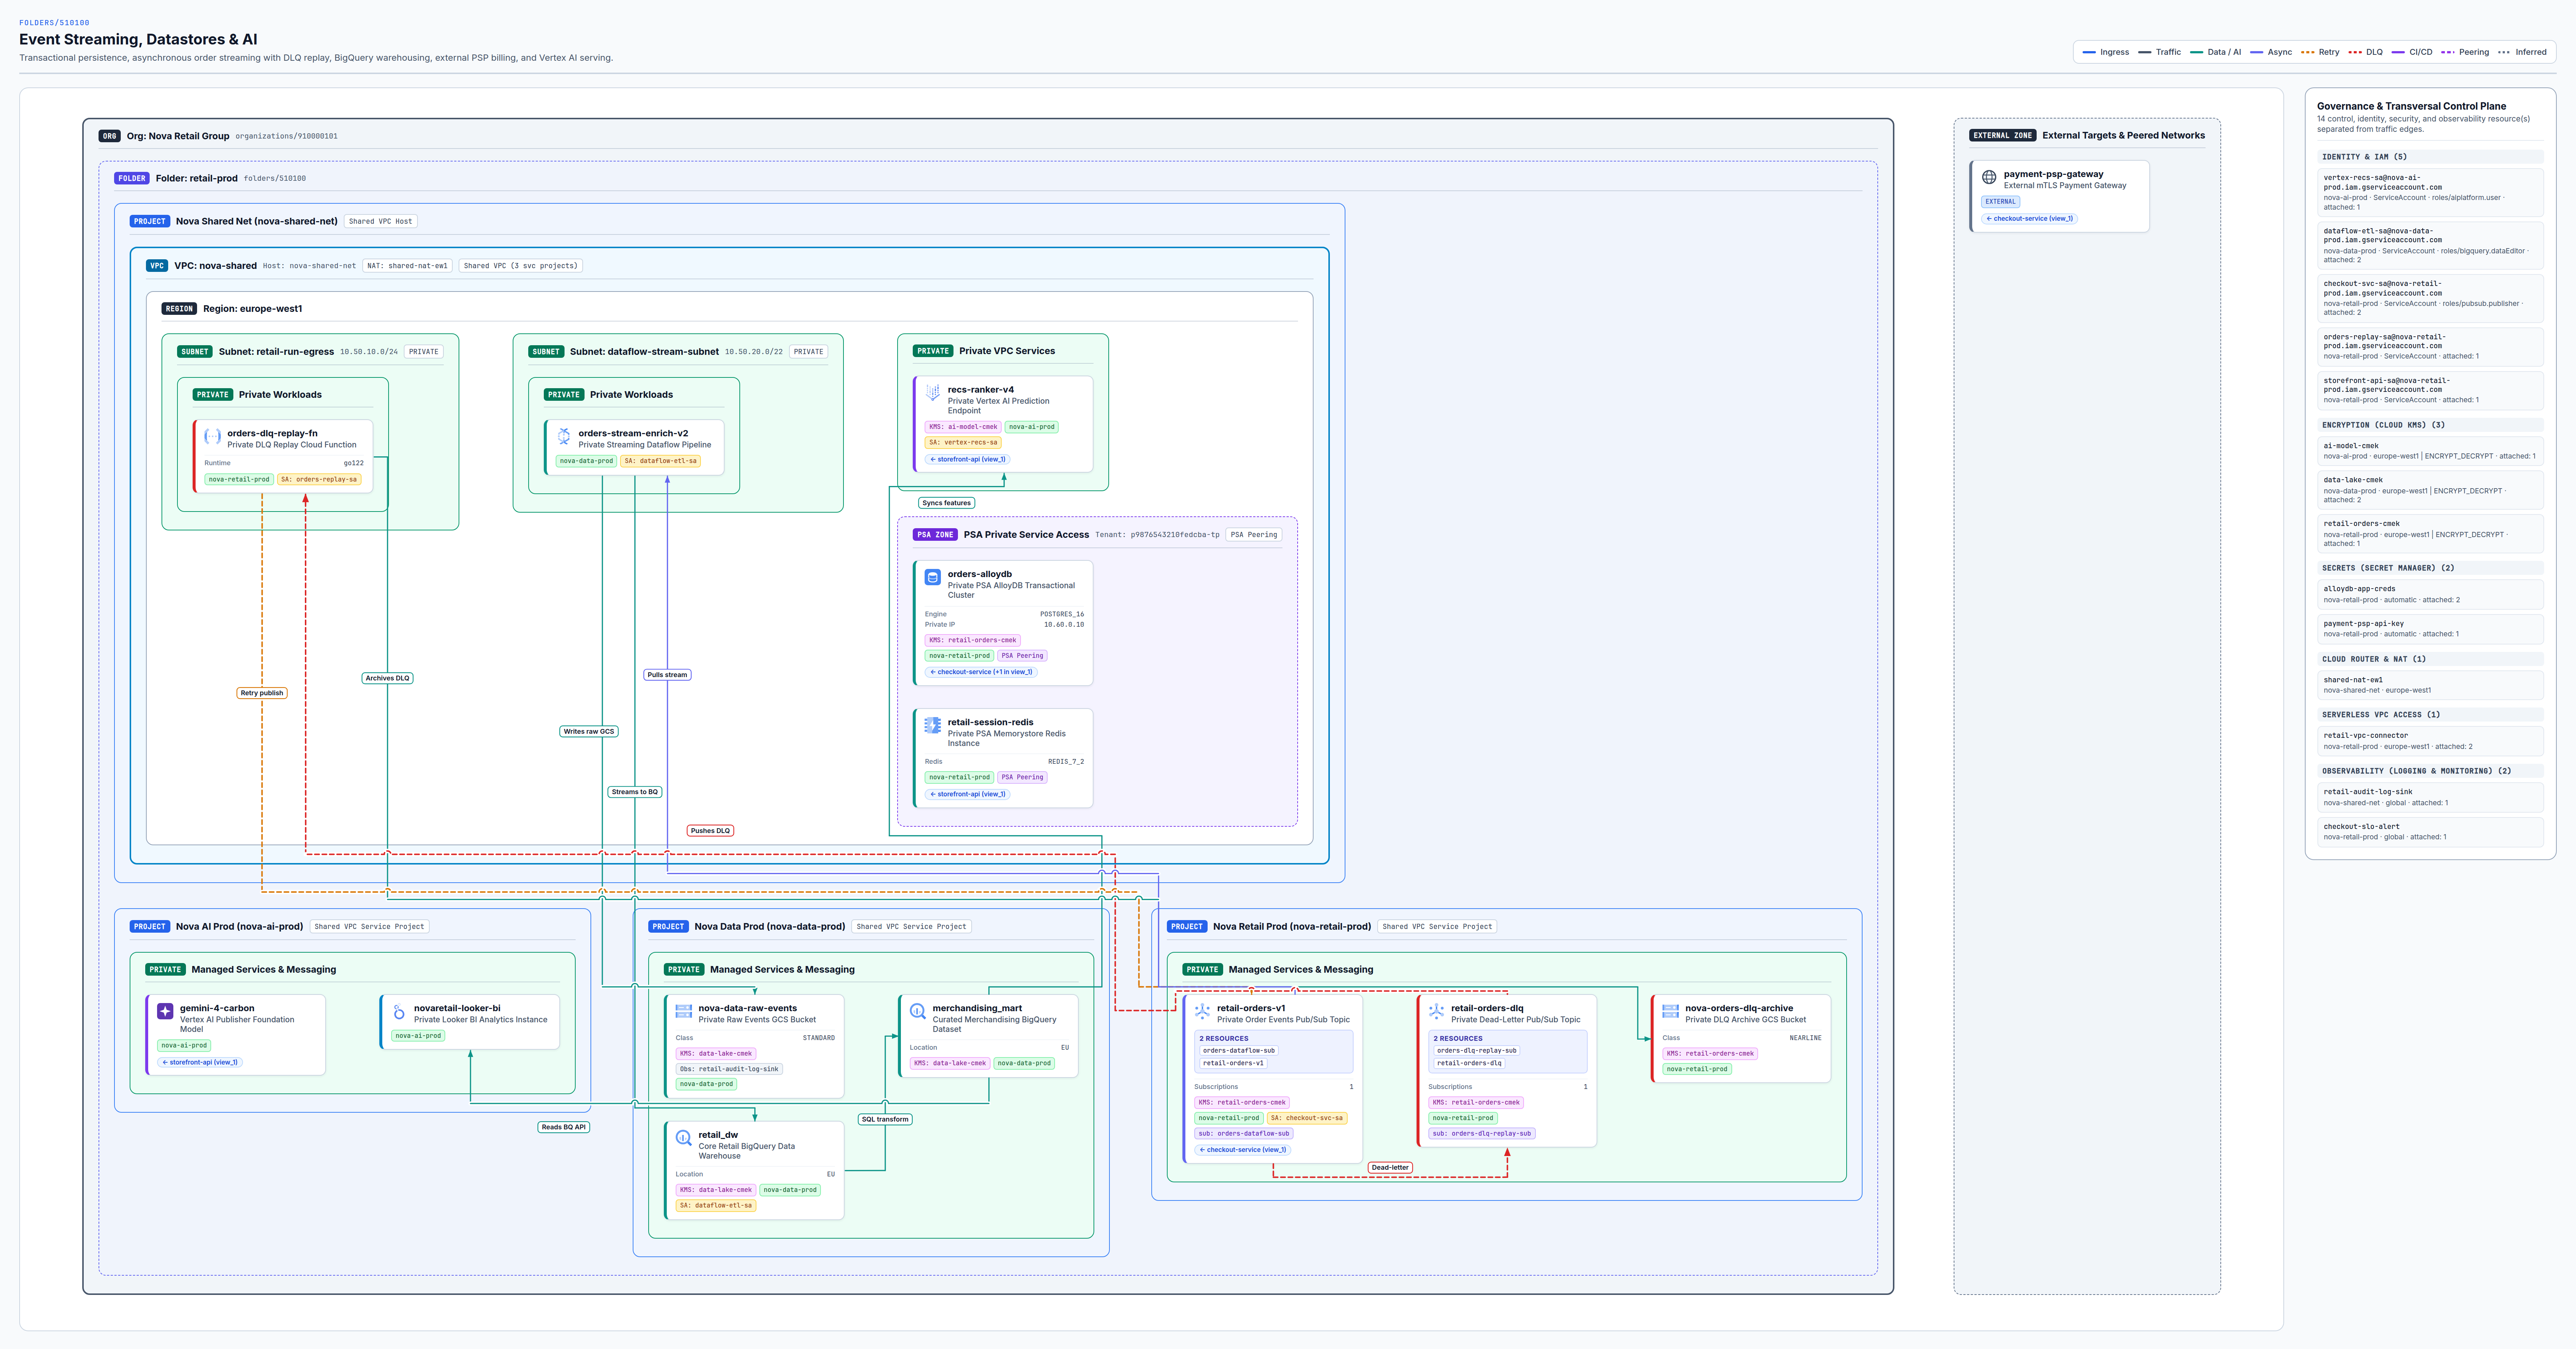 FOLDERS/510100
Event Streaming, Datastores & AI
Transactional persistence, asynchronous order streaming with DLQ replay, BigQuery warehousing, external PSP billing, and Vertex AI serving.
Ingress Traffic Data / AI Async Retry DLQ CI/CD Peering Inferred
ORG Org: Nova Retail Group organizations/910000101
FOLDER Folder: retail-prod folders/510100
PROJECT Nova Shared Net (nova-shared-net) Shared VPC Host
VPC VPC: nova-shared Host: nova-shared-net NAT: shared-nat-ew1 Shared VPC (3 svc projects)
REGION Region: europe-west1
SUBNET Subnet: retail-run-egress 10.50.10.0/24 PRIVATE
PRIVATE Private Workloads
orders-dlq-replay-fn
Private DLQ Replay Cloud Function
Runtime go122
nova-retail-prod SA: orders-replay-sa
SUBNET Subnet: dataflow-stream-subnet 10.50.20.0/22 PRIVATE
PRIVATE Private Workloads
orders-stream-enrich-v2
Private Streaming Dataflow Pipeline
nova-data-prod SA: dataflow-etl-sa
PRIVATE Private VPC Services
recs-ranker-v4
Private Vertex AI Prediction
Endpoint
KMS: ai-model-cmek nova-ai-prod
SA: vertex-recs-sa
← storefront-api (view_1)
Syncs features
PSA ZONE PSA Private Service Access Tenant: p9876543210fedcba-tp PSA Peering
orders-alloydb
Private PSA AlloyDB Transactional
Cluster
Engine POSTGRES_16
Private IP 10.60.0.10
KMS: retail-orders-cmek
nova-retail-prod PSA Peering
← checkout-service (+1 in view_1)
retail-session-redis
Private PSA Memorystore Redis
Instance
Redis REDIS_7_2
nova-retail-prod PSA Peering
← storefront-api (view_1)
Retry publish
Archives DLQ
Pulls stream
Writes raw GCS
Streams to BQ
Pushes DLQ
PROJECT Nova AI Prod (nova-ai-prod) Shared VPC Service Project
PRIVATE Managed Services & Messaging
gemini-4-carbon
Vertex AI Publisher Foundation
Model
nova-ai-prod
← storefront-api (view_1)
novaretail-looker-bi
Private Looker BI Analytics Instance
nova-ai-prod
Reads BQ API
PROJECT Nova Data Prod (nova-data-prod) Shared VPC Service Project
PRIVATE Managed Services & Messaging
nova-data-raw-events
Private Raw Events GCS Bucket
Class STANDARD
KMS: data-lake-cmek
Obs: retail-audit-log-sink
nova-data-prod
merchandising_mart
Curated Merchandising BigQuery
Dataset
Location EU
KMS: data-lake-cmek nova-data-prod
SQL transform
retail_dw
Core Retail BigQuery Data
Warehouse
Location EU
KMS: data-lake-cmek nova-data-prod
SA: dataflow-etl-sa
PROJECT Nova Retail Prod (nova-retail-prod) Shared VPC Service Project
PRIVATE Managed Services & Messaging
retail-orders-v1
Private Order Events Pub/Sub Topic
2 RESOURCES
orders-dataflow-sub
retail-orders-v1
Subscriptions 1
KMS: retail-orders-cmek
nova-retail-prod SA: checkout-svc-sa
sub: orders-dataflow-sub
← checkout-service (view_1)
retail-orders-dlq
Private Dead-Letter Pub/Sub Topic
2 RESOURCES
orders-dlq-replay-sub
retail-orders-dlq
Subscriptions 1
KMS: retail-orders-cmek
nova-retail-prod
sub: orders-dlq-replay-sub
Dead-letter
nova-orders-dlq-archive
Private DLQ Archive GCS Bucket
Class NEARLINE
KMS: retail-orders-cmek
nova-retail-prod
EXTERNAL ZONE External Targets & Peered Networks
payment-psp-gateway
External mTLS Payment Gateway
EXTERNAL
← checkout-service (view_1)
Governance & Transversal Control Plane
14 control, identity, security, and observability resource(s)
separated from traffic edges.
IDENTITY & IAM (5)
vertex-recs-sa@nova-ai-
prod.iam.gserviceaccount.com
nova-ai-prod · ServiceAccount · roles/aiplatform.user ·
attached: 1
dataflow-etl-sa@nova-data-
prod.iam.gserviceaccount.com
nova-data-prod · ServiceAccount · roles/bigquery.dataEditor ·
attached: 2
checkout-svc-sa@nova-retail-
prod.iam.gserviceaccount.com
nova-retail-prod · ServiceAccount · roles/pubsub.publisher ·
attached: 2
orders-replay-sa@nova-retail-
prod.iam.gserviceaccount.com
nova-retail-prod · ServiceAccount · attached: 1
storefront-api-sa@nova-retail-
prod.iam.gserviceaccount.com
nova-retail-prod · ServiceAccount · attached: 1
ENCRYPTION (CLOUD KMS) (3)
ai-model-cmek
nova-ai-prod · europe-west1 | ENCRYPT_DECRYPT · attached: 1
data-lake-cmek
nova-data-prod · europe-west1 | ENCRYPT_DECRYPT ·
attached: 2
retail-orders-cmek
nova-retail-prod · europe-west1 | ENCRYPT_DECRYPT ·
attached: 1
SECRETS (SECRET MANAGER) (2)
alloydb-app-creds
nova-retail-prod · automatic · attached: 2
payment-psp-api-key
nova-retail-prod · automatic · attached: 1
CLOUD ROUTER & NAT (1)
shared-nat-ew1
nova-shared-net · europe-west1
SERVERLESS VPC ACCESS (1)
retail-vpc-connector
nova-retail-prod · europe-west1 · attached: 2
OBSERVABILITY (LOGGING & MONITORING) (2)
retail-audit-log-sink
nova-shared-net · global · attached: 1
checkout-slo-alert
nova-retail-prod · global · attached: 1